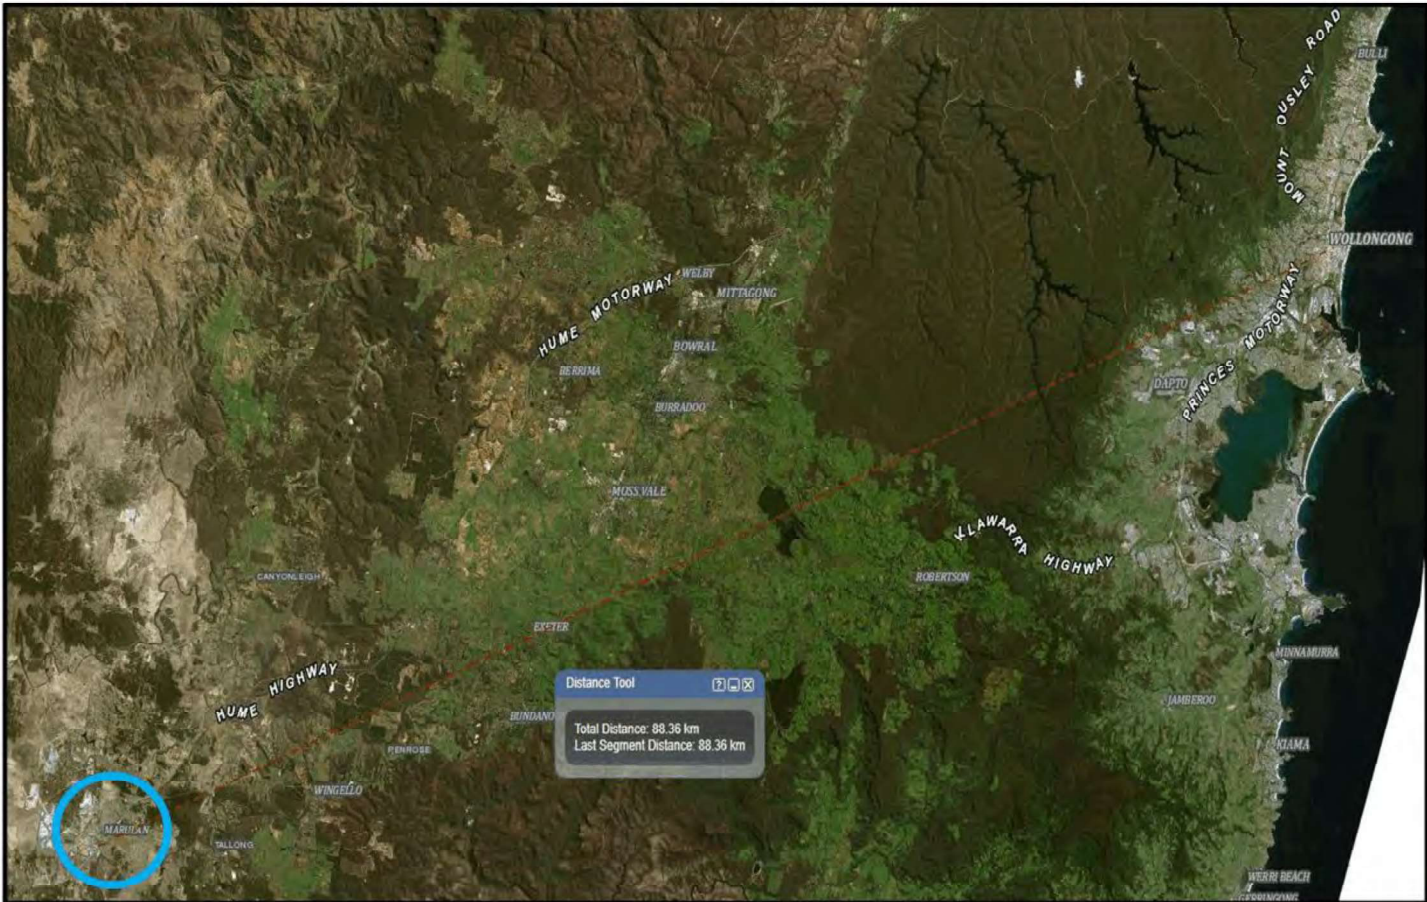 BULLI
MOUNT OUSLEY ROAD
WOLLONGONG
WELBY
HUME MOTORWAY
MITTAGONG
BOWRAL
BERRIMA
DAPTO
PRINCES MOTORWAY
BURRADOO
MOSS VALE
HIGHWAY
CANYONLEIGH
ROBERTSON
EXETER
MINNAMURRA
HUME HIGHWAY
Distance Tool
JAMBEROO
BUNDANO
Total Distance: 88.36 km
Last Segment Distance: 88.36 km
KIAMA
PENROSE
WINGELLO
MARULAN
TALLONG
WERRI BEACH
GERRINGONG